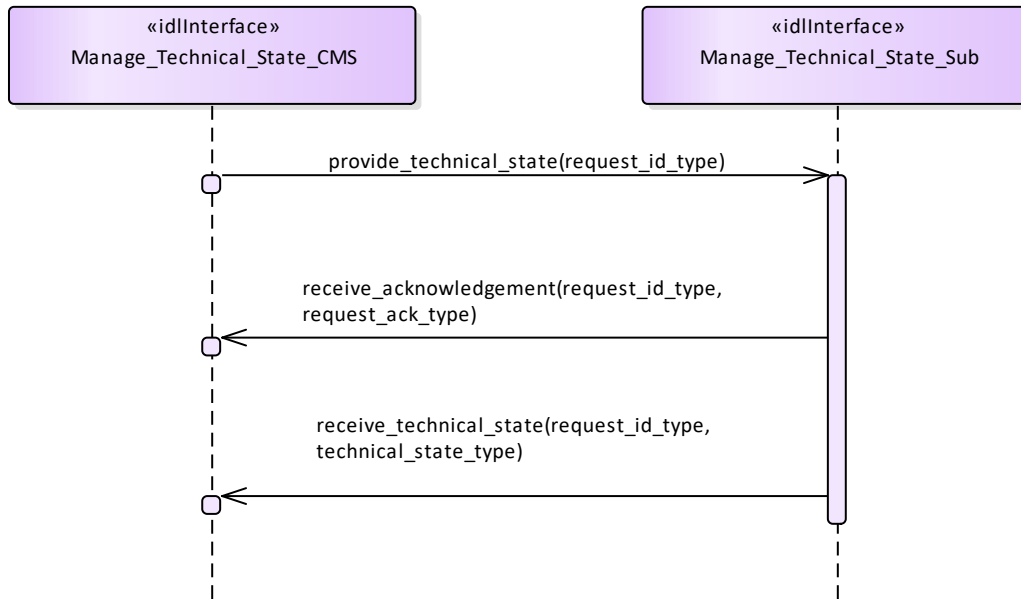 «idlInterface»
Manage_Technical_State_CMS
«idlInterface»
Manage_Technical_State_Sub
provide_technical_state(request_id_type)
receive_acknowledgement(request_id_type,
request_ack_type)
receive_technical_state(request_id_type,
technical_state_type)